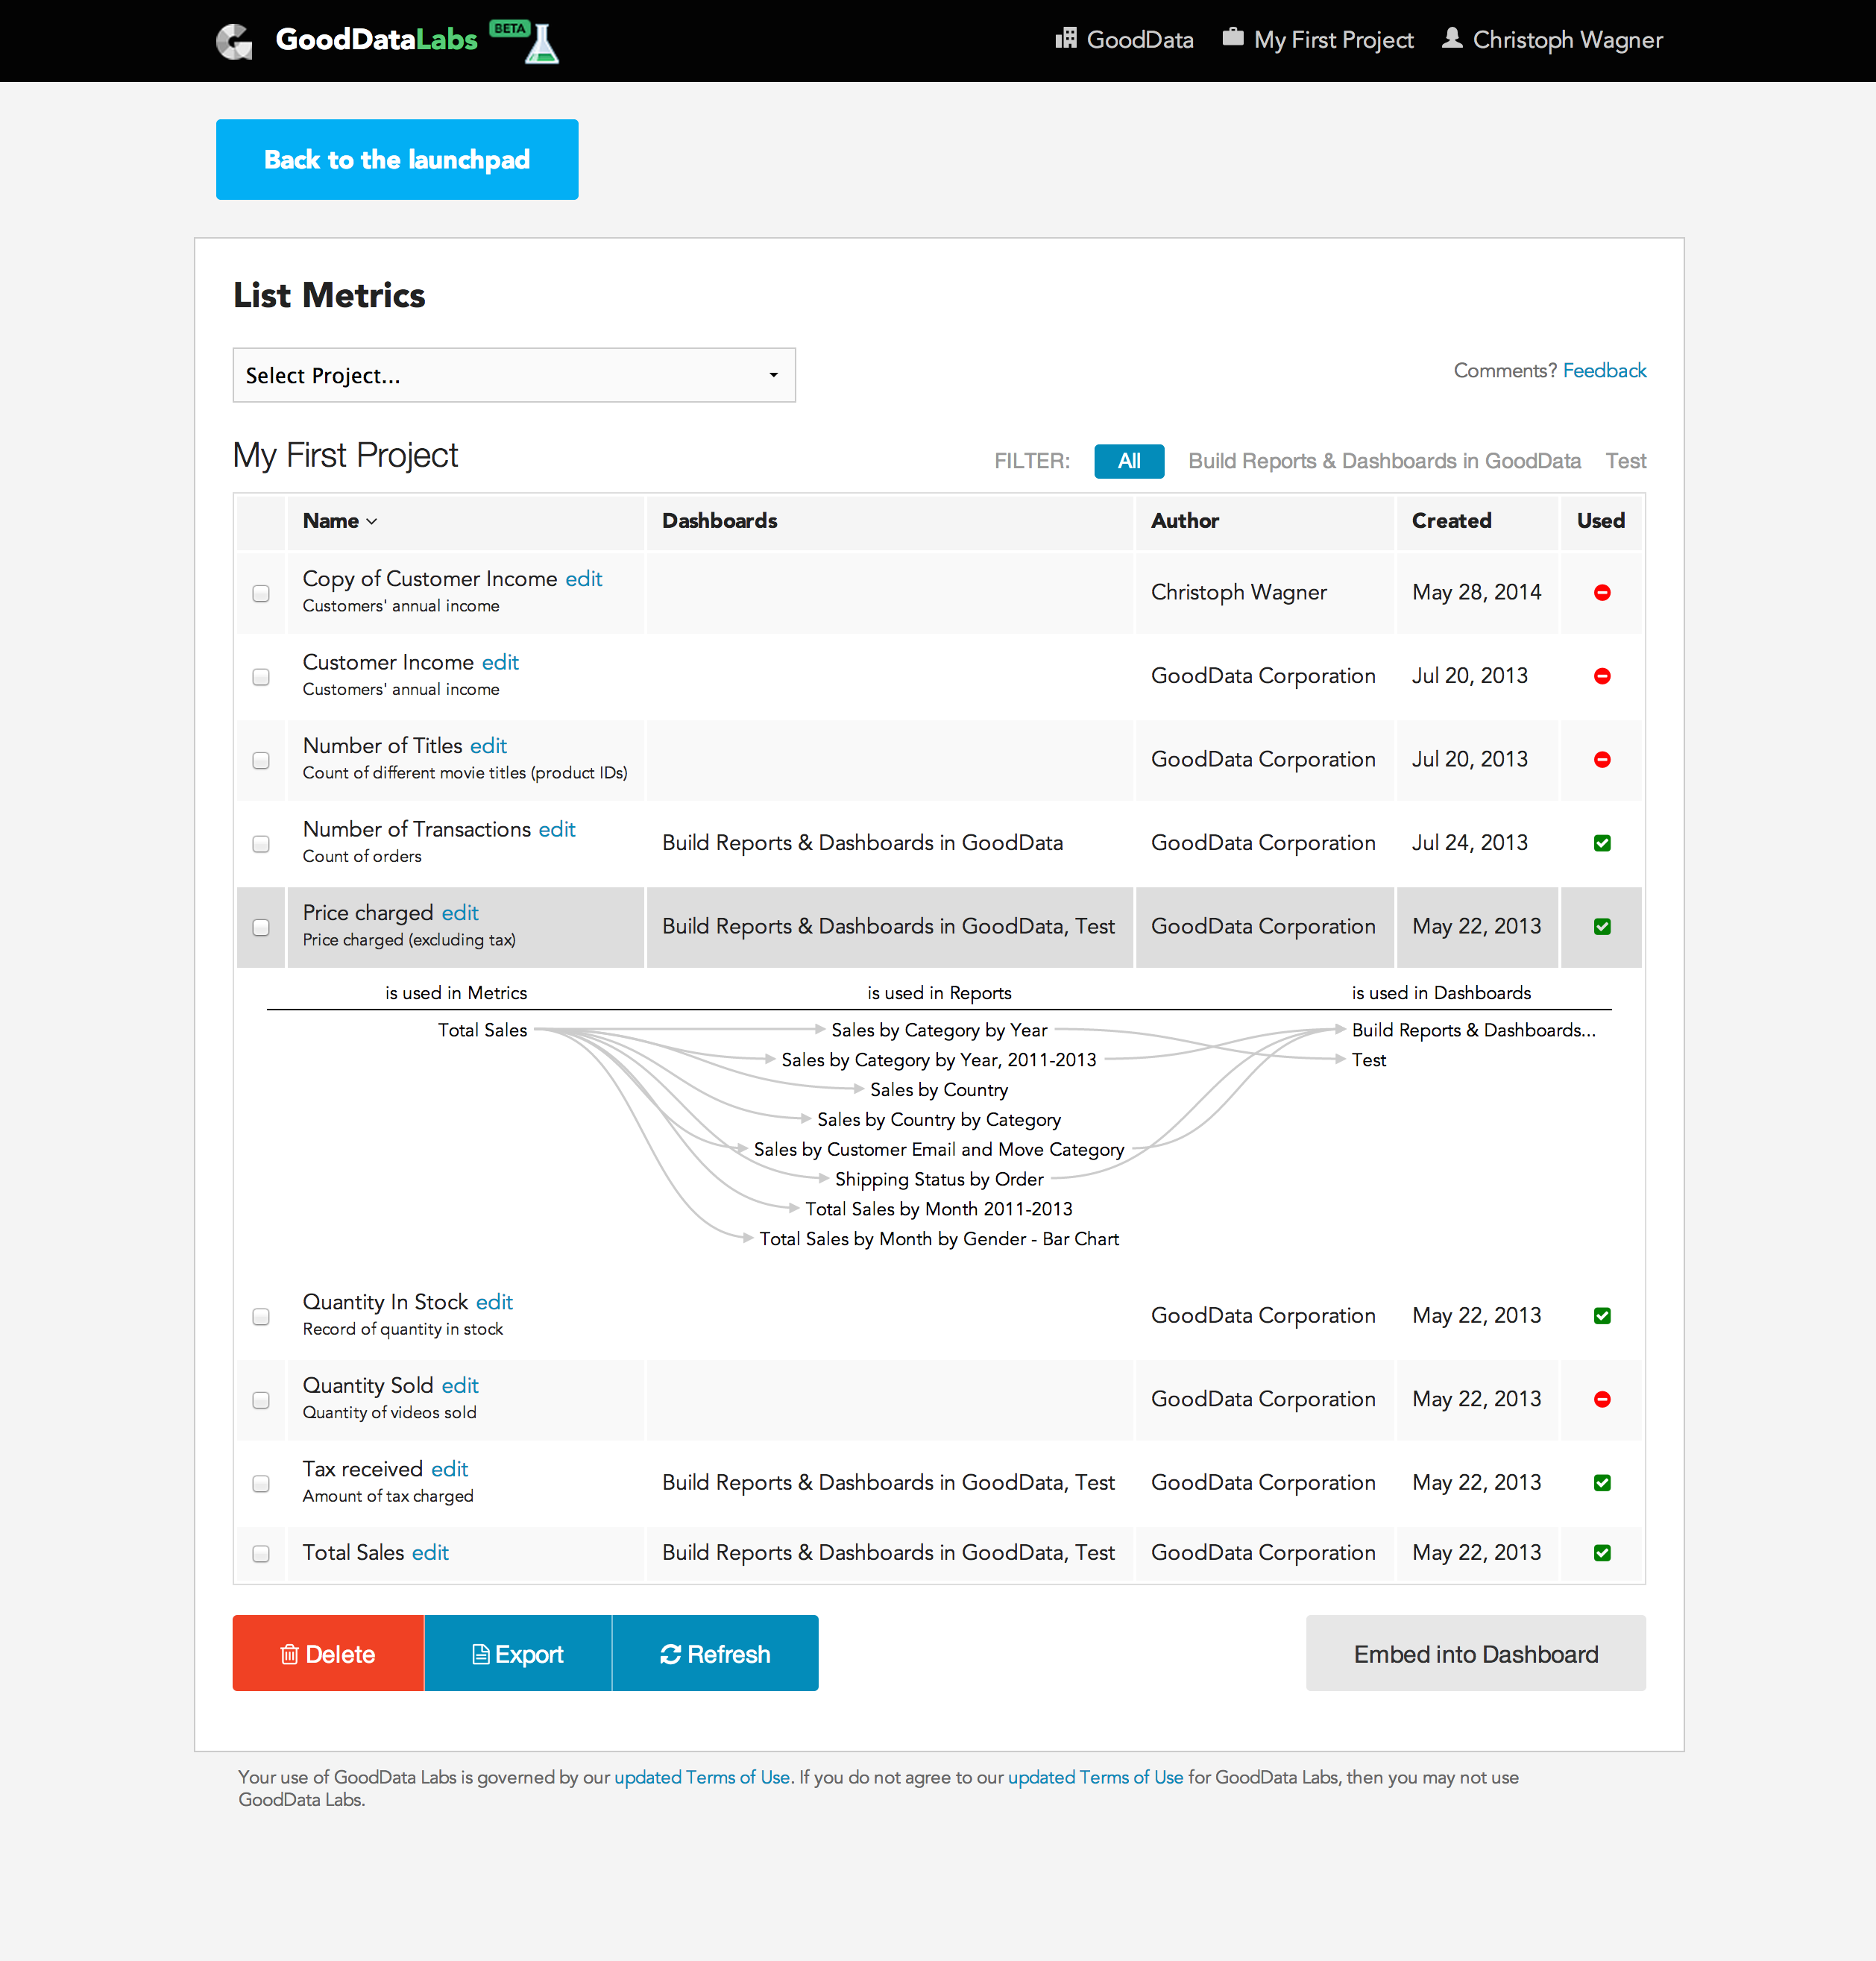 GoodDataLabs BETA
GoodData My First Project Christoph Wagner
Back to the launchpad
List Metrics
Select Project...
Comments? Feedback
My First Project
FILTER: All Build Reports & Dashboards in GoodData Test
Name Dashboards Author Created Used
Copy of Customer Income edit
Customers' annual income
Christoph Wagner May 28, 2014
Customer Income edit
Customers' annual income
GoodData Corporation Jul 20, 2013
Number of Titles edit
Count of different movie titles (product IDs)
GoodData Corporation Jul 20, 2013
Number of Transactions edit
Count of orders
Build Reports & Dashboards in GoodData GoodData Corporation Jul 24, 2013
Price charged edit
Price charged (excluding tax)
Build Reports & Dashboards in GoodData, Test GoodData Corporation May 22, 2013
is used in Metrics is used in Reports is used in Dashboards
Total Sales Sales by Category by Year Build Reports & Dashboards...
Sales by Category by Year, 2011-2013 Test
Sales by Country
Sales by Country by Category
Sales by Customer Email and Move Category
Shipping Status by Order
Total Sales by Month 2011-2013
Total Sales by Month by Gender - Bar Chart
Quantity In Stock edit
Record of quantity in stock
GoodData Corporation May 22, 2013
Quantity Sold edit
Quantity of videos sold
GoodData Corporation May 22, 2013
Tax received edit
Amount of tax charged
Build Reports & Dashboards in GoodData, Test GoodData Corporation May 22, 2013
Total Sales edit Build Reports & Dashboards in GoodData, Test GoodData Corporation May 22, 2013
Delete Export Refresh Embed into Dashboard
Your use of GoodData Labs is governed by our updated Terms of Use. If you do not agree to our updated Terms of Use for GoodData Labs, then you may not use
GoodData Labs.